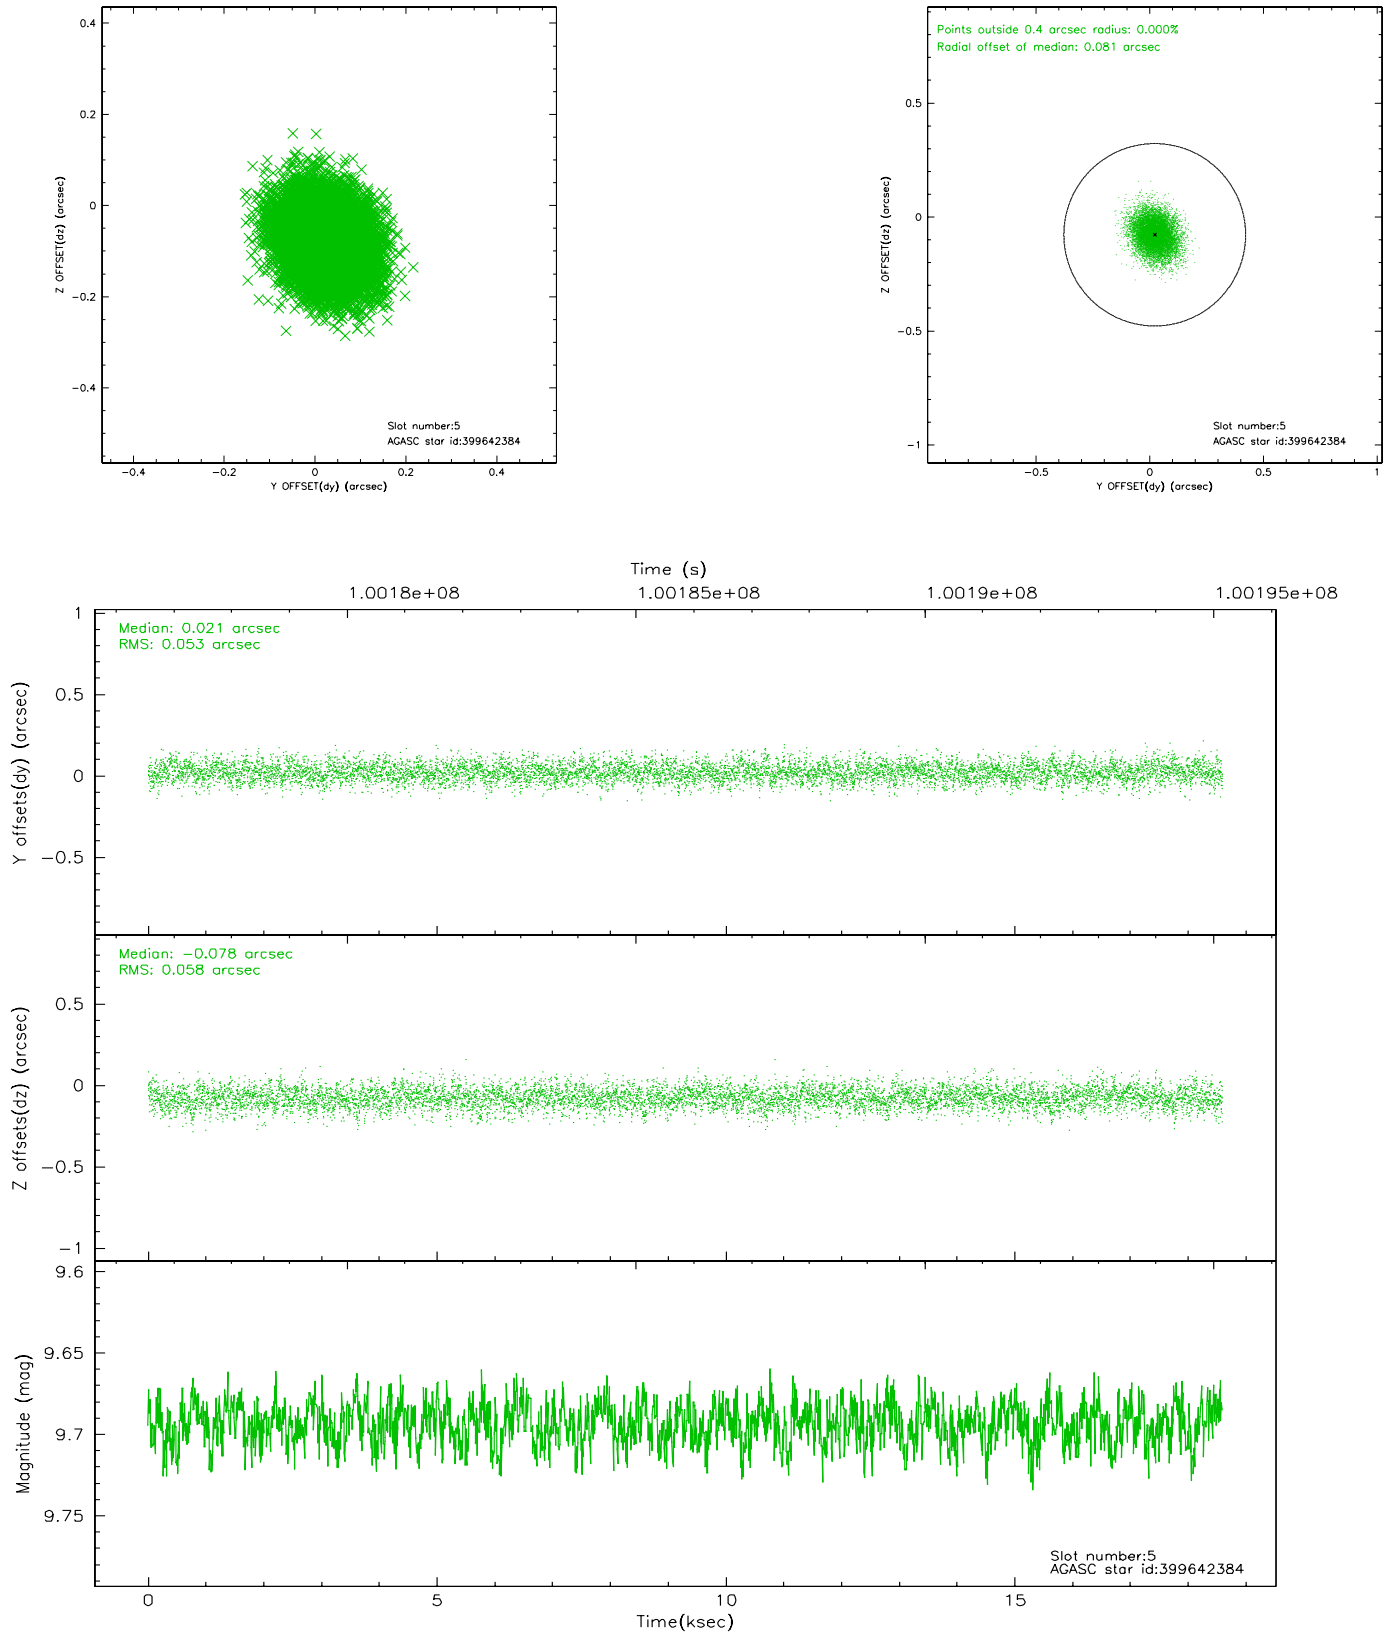 0.4
0.2
0
−0.2
−0.4
Z OFFSET(dz) (arcsec)
−0.4 −0.2 0 0.2 0.4
Y OFFSET(dy) (arcsec)
Slot number:5
AGASC star id:399642384
Points outside 0.4 arcsec radius: 0.000%
Radial offset of median: 0.081 arcsec
0.5
0
−0.5
−1
Z OFFSET(dz) (arcsec)
−0.5 0 0.5 1
Y OFFSET(dy) (arcsec)
Slot number:5
AGASC star id:399642384
Time (s)
1.0018e+08 1.00185e+08 1.0019e+08 1.00195e+08
Median: 0.021 arcsec
RMS: 0.053 arcsec
1
0.5
0
−0.5
Y offsets(dy) (arcsec)
Median: −0.078 arcsec
RMS: 0.058 arcsec
0.5
0
−0.5
−1
Z offsets(dz) (arcsec)
9.6
9.65
9.7
9.75
Magnitude (mag)
Slot number:5
AGASC star id:399642384
0 5 10 15
Time(ksec)